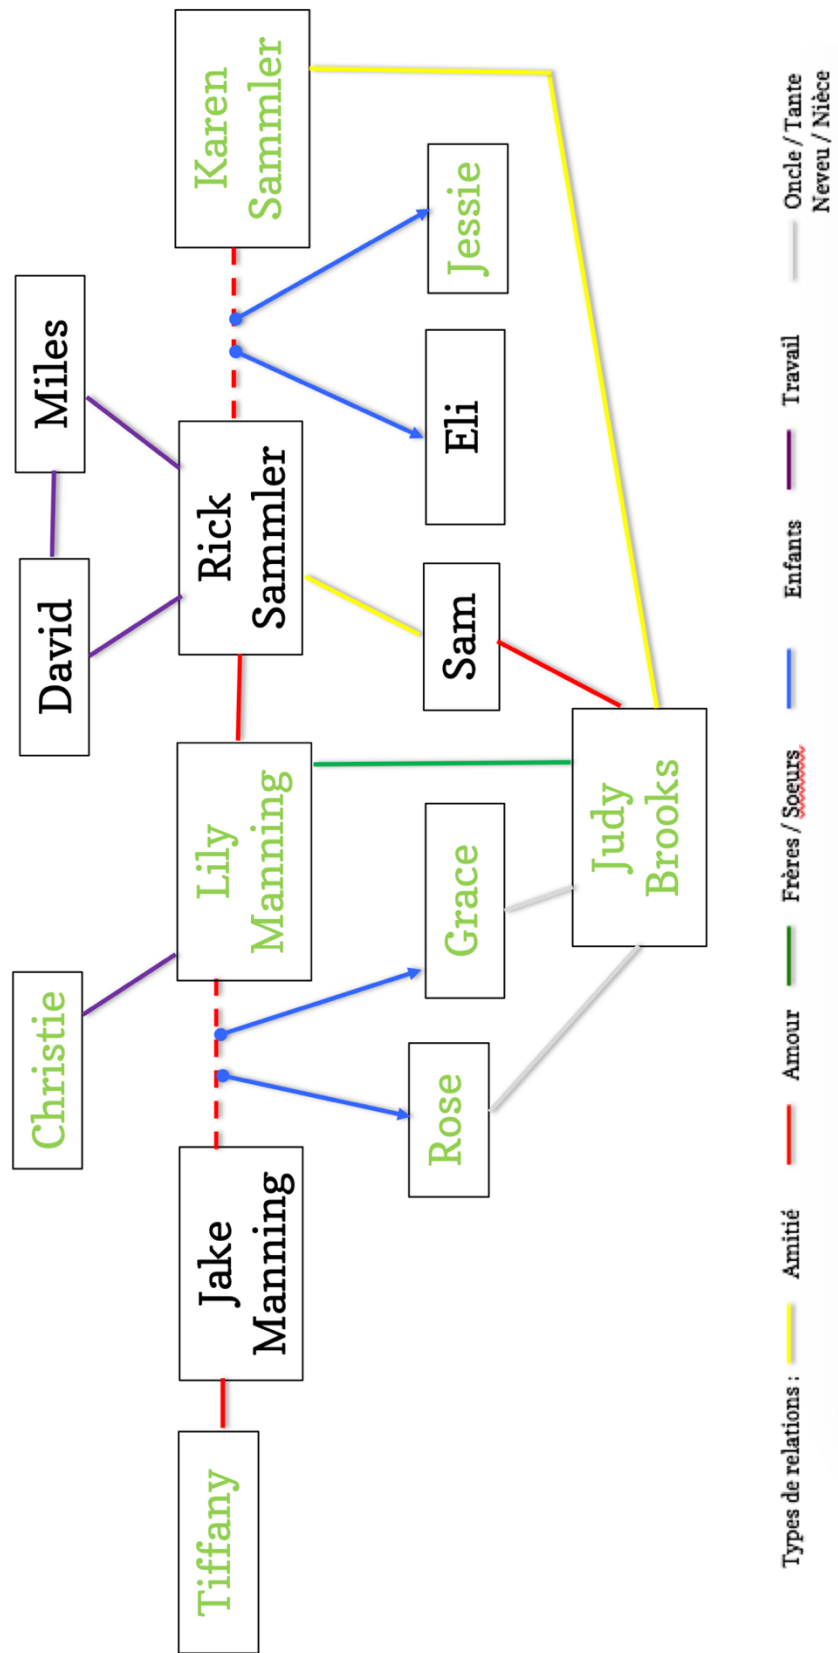 Christie
David
Miles
Tiffany
Jake
Manning
Lily
Manning
Rick
Sammler
Karen
Sammler
Rose
Grace
Sam
Eli
Jessie
Judy
Brooks
Types de relations :
Amitié
Amour
Frères / Soeurs
Enfants
Travail
Oncle / Tante
Neveu / Nièce